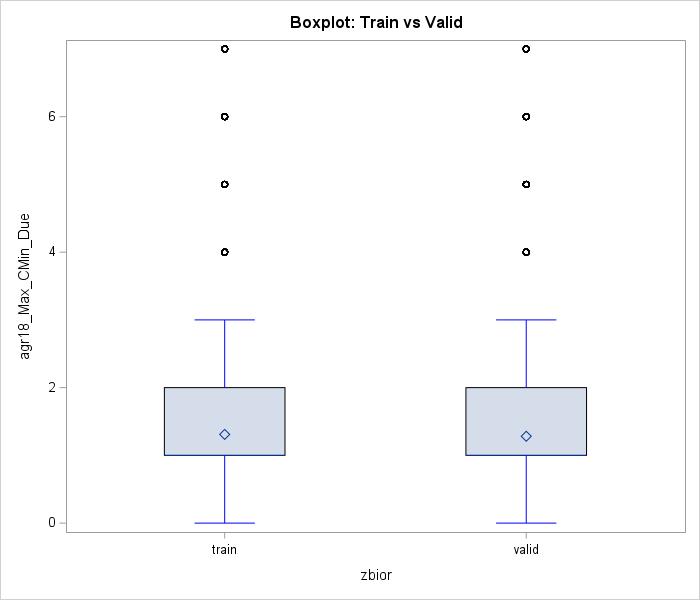 Boxplot: Train vs Valid
agr18_Max_CMin_Due
6
4
2
0
train
valid
zbior